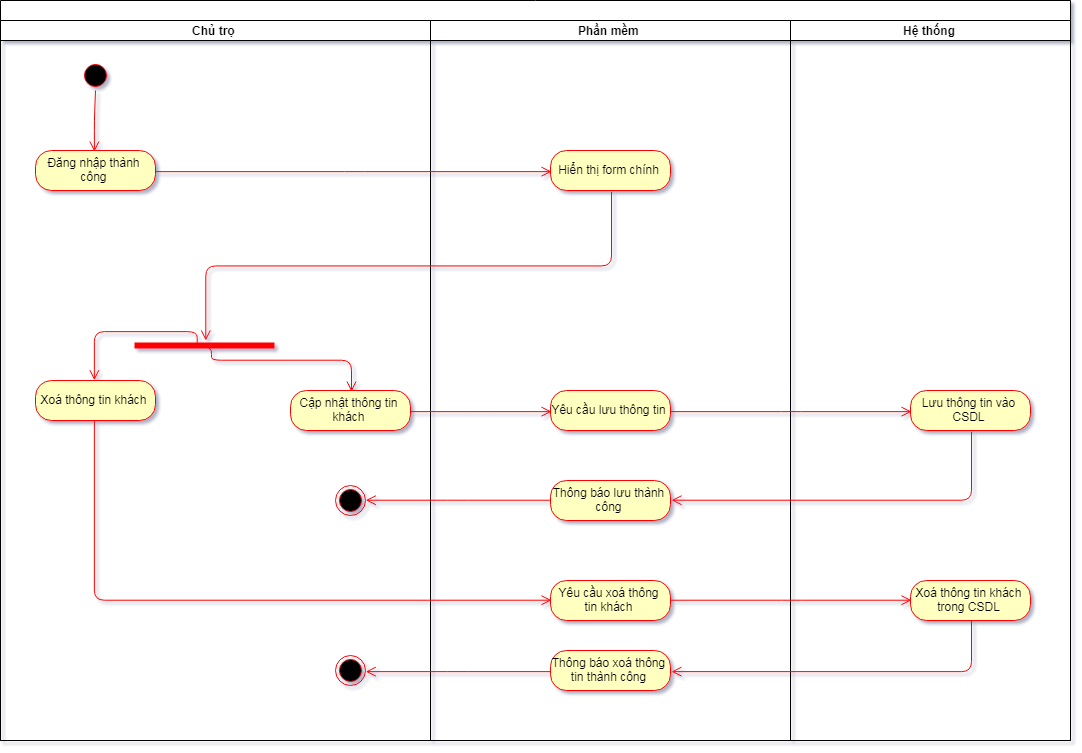 Chủ trọ
Phần mềm
Hệ thống
Đăng nhập thành
công
Hiển thị form chính
Xoá thông tin khách
Cập nhật thông tin
khách
Yêu cầu lưu thông tin
Lưu thông tin vào
CSDL
Thông báo lưu thành
công
Yêu cầu xoá thông
tin khách
Xoá thông tin khách
trong CSDL
Thông báo xoá thông
tin thành công